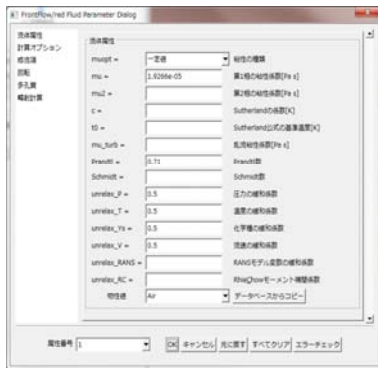 FrontFlow/red Fluid Parameter Dialog
流体属性
計算オプション
感流藻
回転
多孔質
輻射計算
流体属性
muopt = 一定値 粘性の種類
mu = 1.9266e-05 第1相の粘性係数[Pa s]
mu2 = 第2相の粘性係数[Pa s]
c = Sutherlandの係数[K]
t0 = Sutherland公式の基準温度[K]
mu_turb = 乱流粘性係数[Pa s]
Prandtl = 0.71 Prandtl数
Schmidt = Schmidt数
unrelax_P = 0.5 圧力の緩和係数
unrelax_T = 0.5 温度の緩和係数
unrelax_Ys = 0.5 化学種の緩和係数
unrelax_V = 0.5 流速の緩和係数
unrelax_RANS = RANSモデル変数の緩和係数
unrelax_RC = RhieChowモーメント補間係数
物性値 Air データベースからコピー
属性番号 1 OK キャンセル 元に戻す すべてクリア エラーチェック